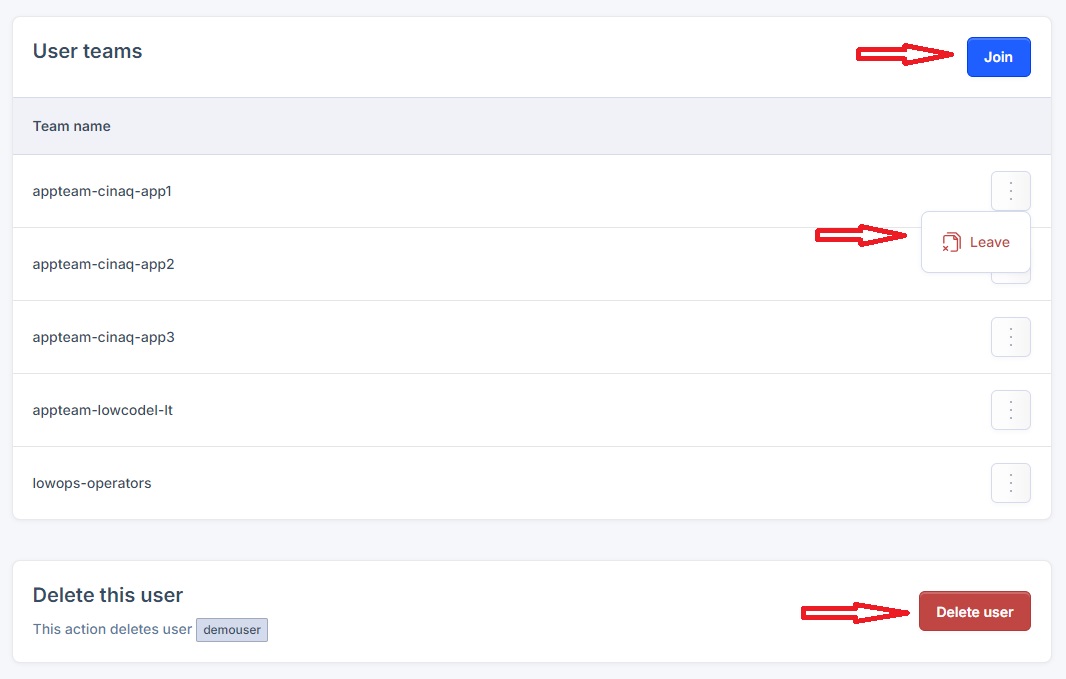 User teams
Join
Team name
appteam-cinaq-app1
Leave
appteam-cinaq-app2
appteam-cinaq-app3
appteam-lowcodel-lt
lowops-operators
Delete this user
Delete user
This action deletes user demouser